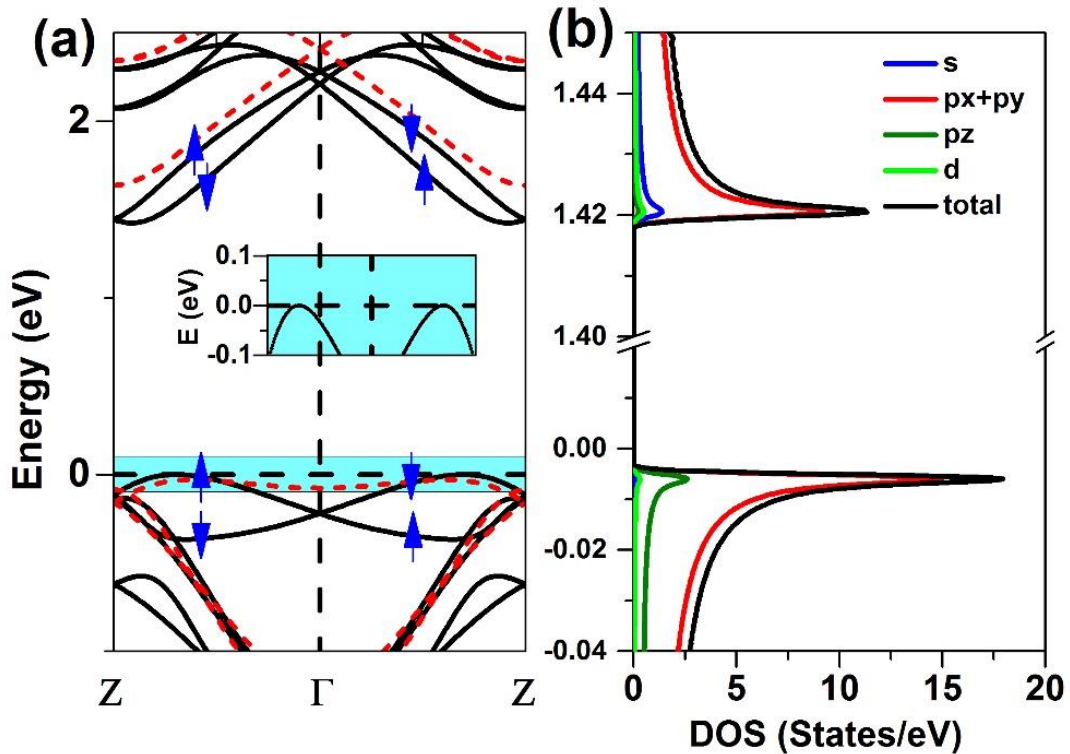 (a)
Energy (eV)
2
0
E (eV)
0.1
0.0
-0.1
Z
Γ
Z
(b)
s
px+py
pz
d
total
1.44
1.42
1.40
0.00
-0.02
-0.04
0 5 10 15 20
DOS (States/eV)